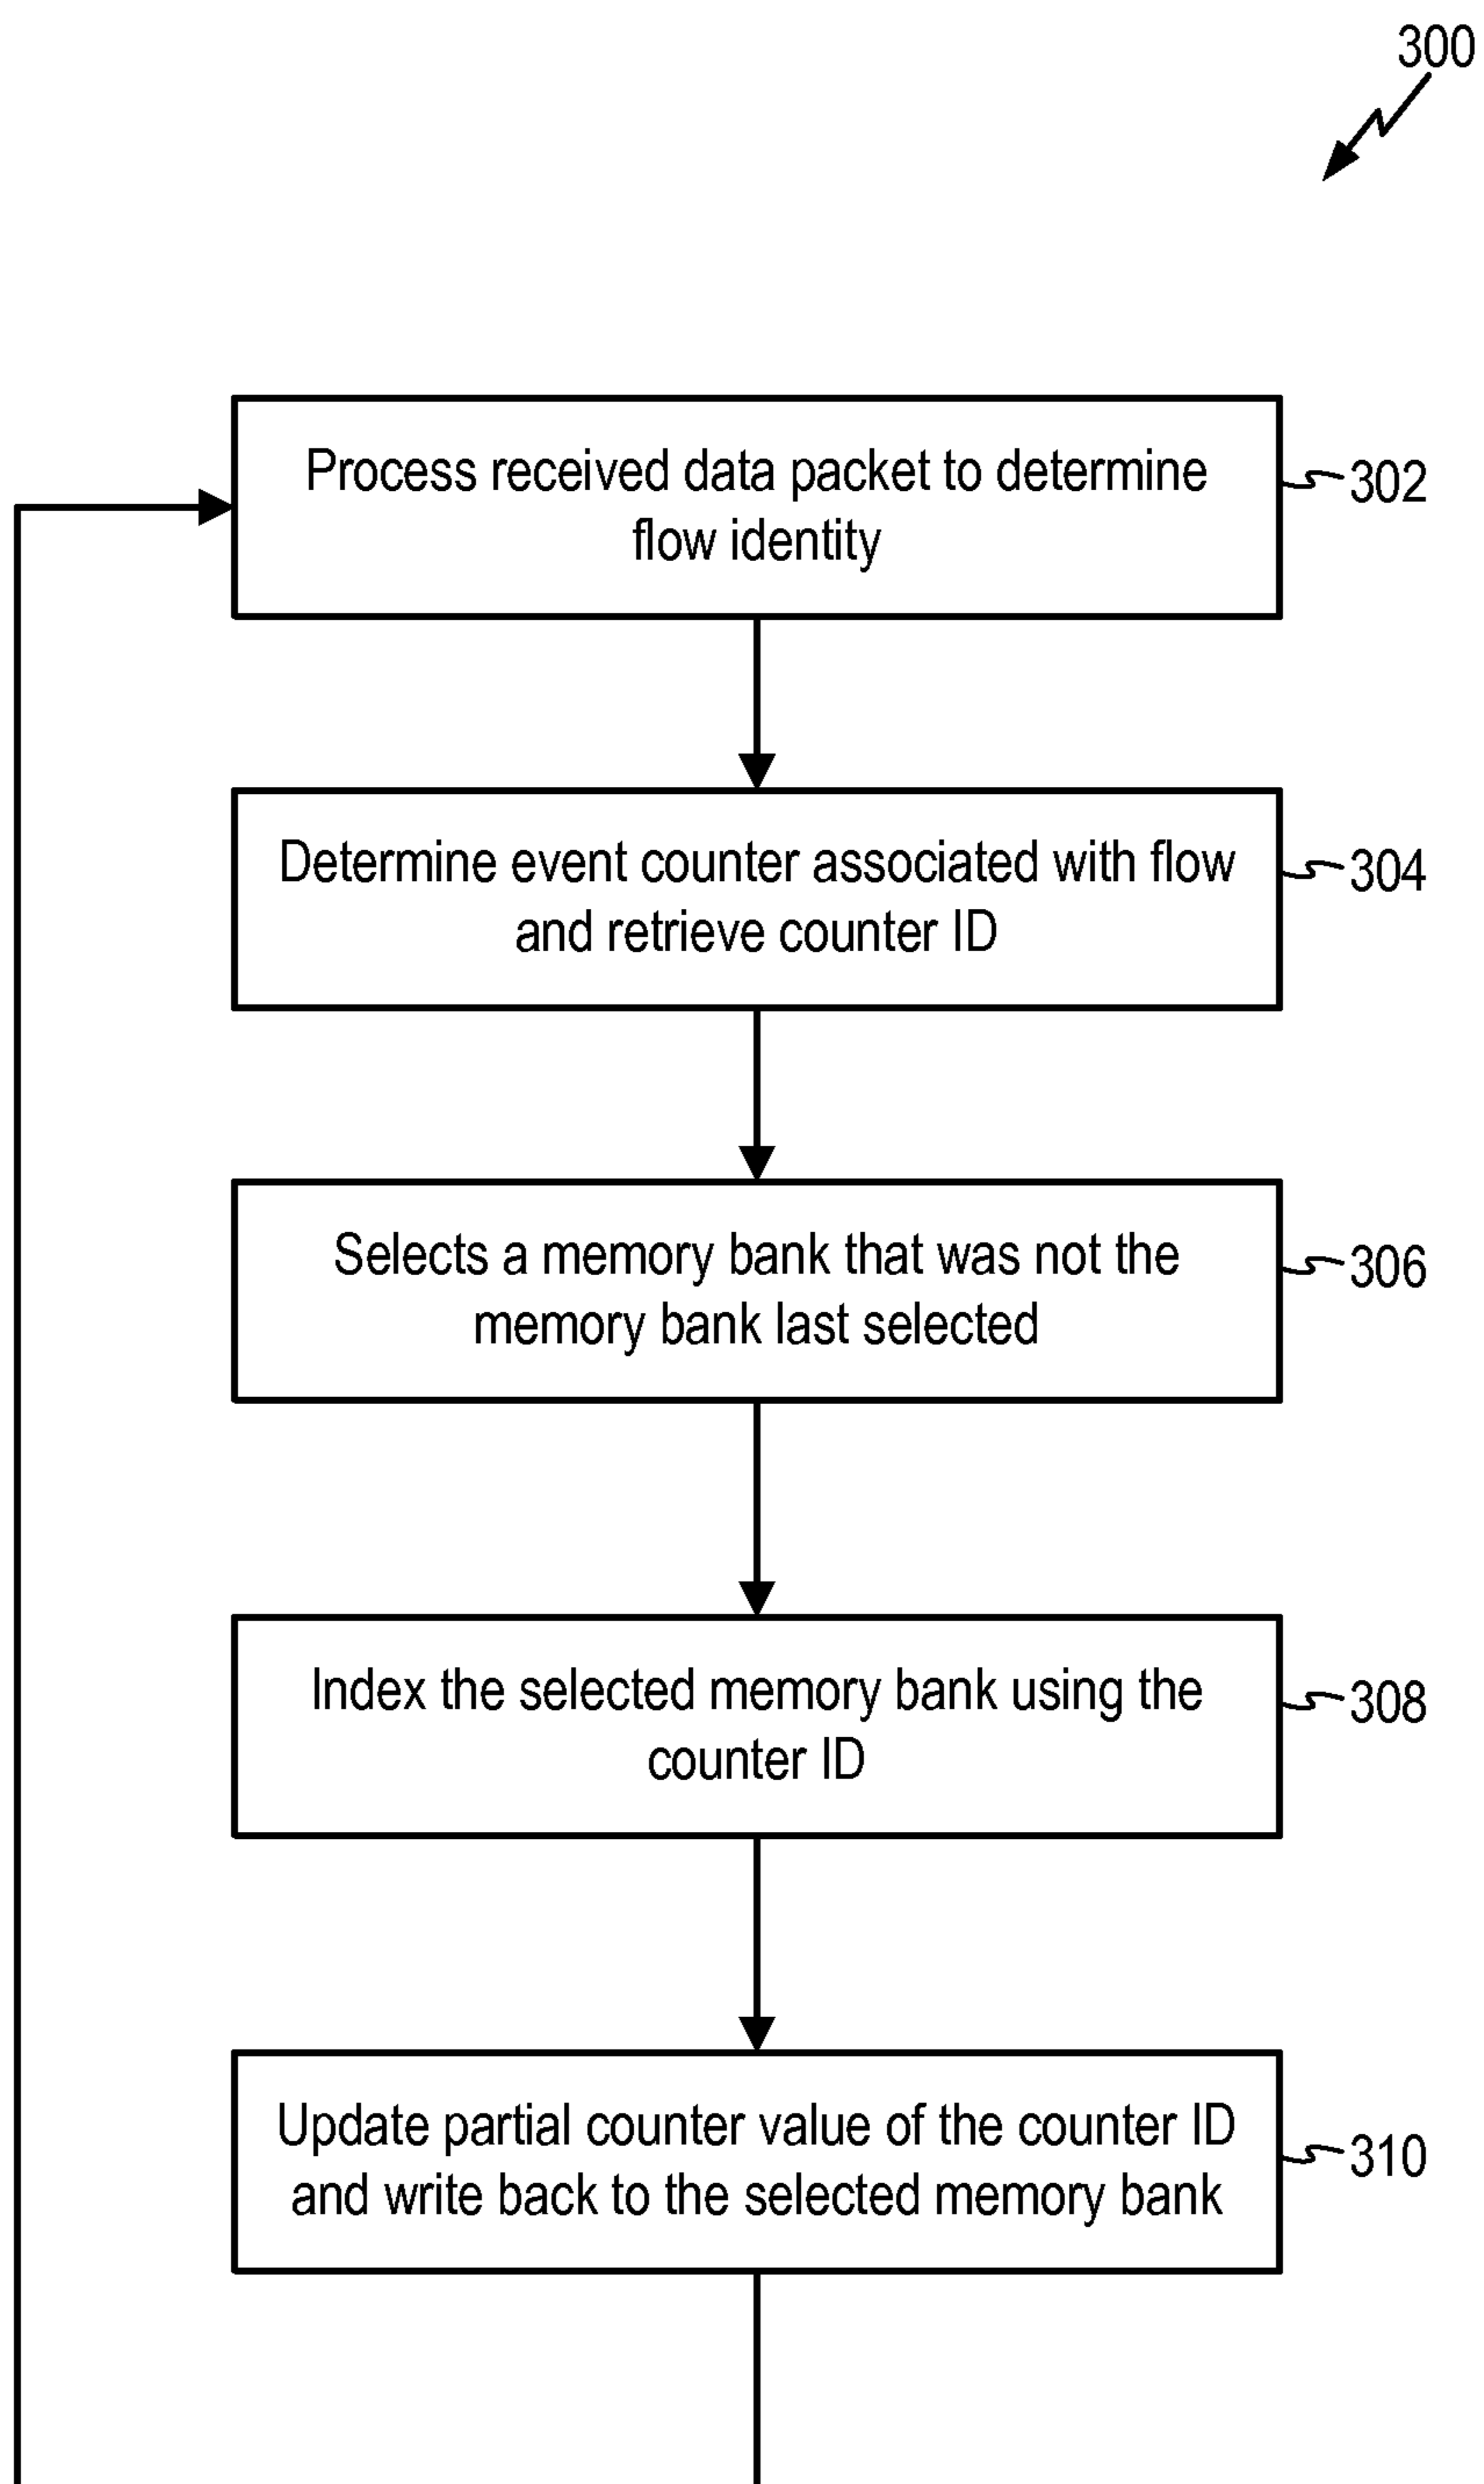 300
Process received data packet to determine
flow identity
302
Determine event counter associated with flow
and retrieve counter ID
304
Selects a memory bank that was not the
memory bank last selected
306
Index the selected memory bank using the
counter ID
308
Update partial counter value of the counter ID
and write back to the selected memory bank
310